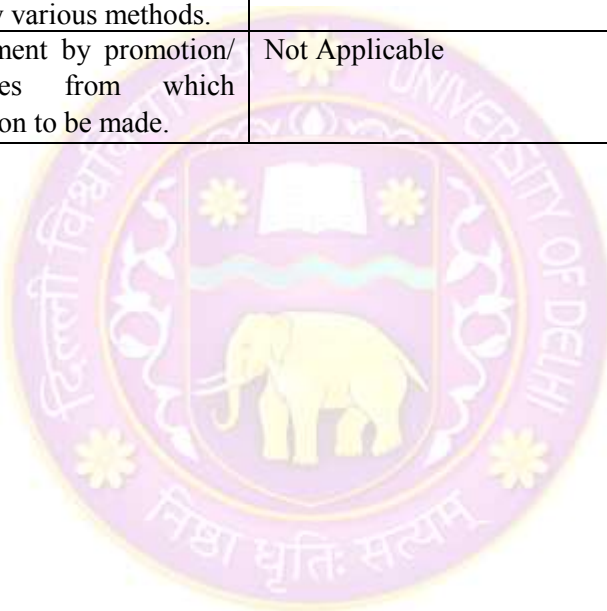 various methods.
ment by promotion/
es from which
on to be made.
Not Applicable
दिल्ली विश्वविद्यालय
UNIVERSITY OF DELHI
निष्ठा धृतिः सत्यम्